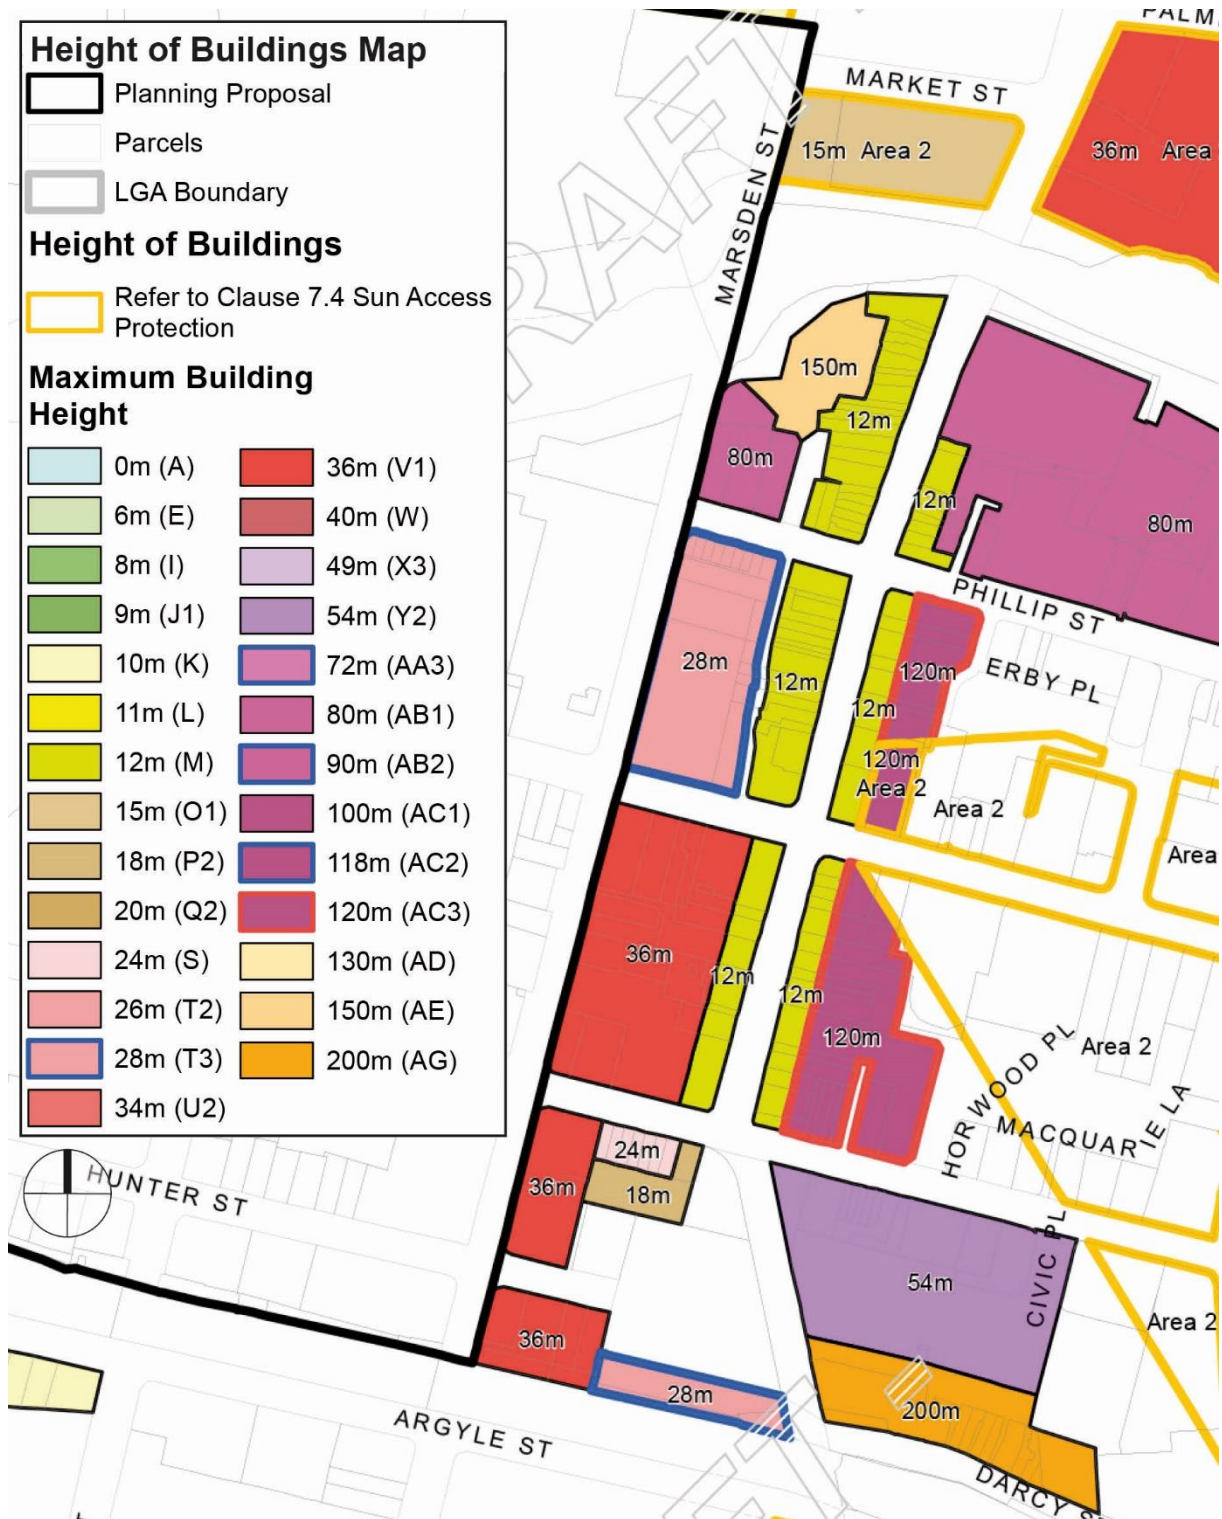 Height of Buildings Map
Planning Proposal
Parcels
LGA Boundary
Height of Buildings
Refer to Clause 7.4 Sun Access
Protection
Maximum Building
Height
0m (A)
6m (E)
8m (I)
9m (J1)
10m (K)
11m (L)
12m (M)
15m (O1)
18m (P2)
20m (Q2)
24m (S)
26m (T2)
28m (T3)
34m (U2)
36m (V1)
40m (W)
49m (X3)
54m (Y2)
72m (AA3)
80m (AB1)
90m (AB2)
100m (AC1)
118m (AC2)
120m (AC3)
130m (AD)
150m (AE)
200m (AG)
MARKET ST
15m Area 2
36m Area
MARSDEN ST
150m
12m
80m
12m
80m
PHILLIP ST
28m
12m
120m
12m
ERBY PL
120m
Area 2
Area 2
Area
36m
12m
12m
120m
Area 2
HORWOOD PL
MACQUARIE LA
24m
18m
36m
HUNTER ST
54m
CIVIC PL
Area 2
36m
28m
200m
ARGYLE ST
DARCY